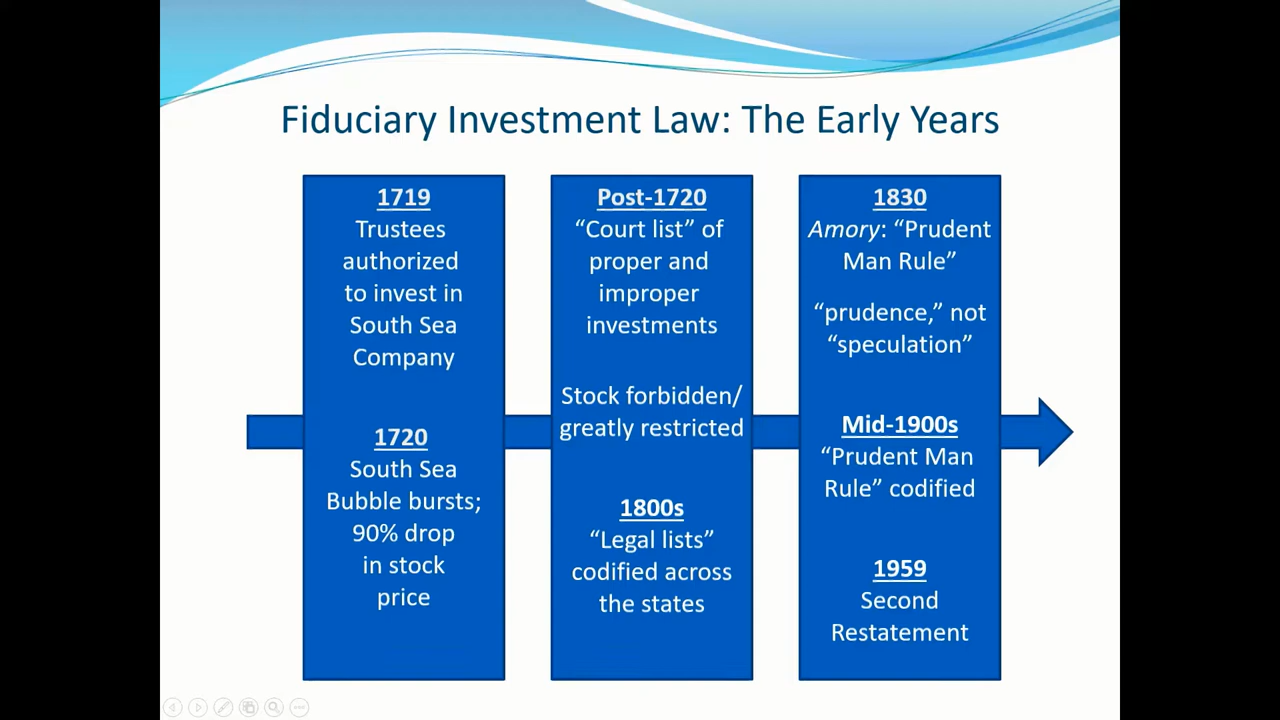 Fiduciary Investment Law: The Early Years
1719
Trustees
authorized
to invest in
South Sea
Company
1720
South Sea
Bubble bursts;
90% drop
in stock
price
Post-1720
“Court list” of
proper and
improper
investments
Stock forbidden/
greatly restricted
1800s
“Legal lists”
codified across
the states
1830
Amory: “Prudent
Man Rule”
“prudence,” not
“speculation”
Mid-1900s
“Prudent Man
Rule” codified
1959
Second
Restatement